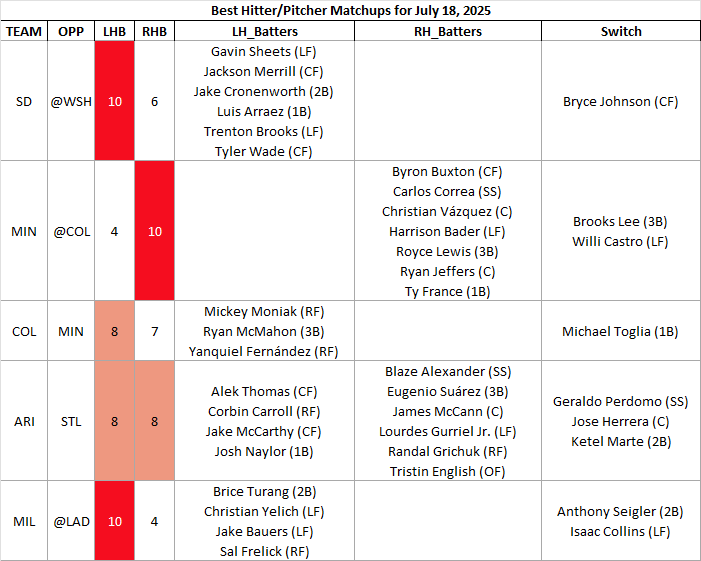 Best Hitter/Pitcher Matchups for July 18, 2025
TEAM OPP LHB RHB LH_Batters RH_Batters Switch
SD @WSH 10 6
Gavin Sheets (LF)
Jackson Merrill (CF)
Jake Cronenworth (2B)
Luis Arraez (1B)
Trenton Brooks (LF)
Tyler Wade (CF)
Bryce Johnson (CF)
MIN @COL 4 10
Byron Buxton (CF)
Carlos Correa (SS)
Christian Vázquez (C)
Harrison Bader (LF)
Royce Lewis (3B)
Ryan Jeffers (C)
Ty France (1B)
Brooks Lee (3B)
Willi Castro (LF)
COL MIN 8 7
Mickey Moniak (RF)
Ryan McMahon (3B)
Yanquiel Fernández (RF)
Michael Toglia (1B)
ARI STL 8 8
Alek Thomas (CF)
Corbin Carroll (RF)
Jake McCarthy (CF)
Josh Naylor (1B)
Blaze Alexander (SS)
Eugenio Suárez (3B)
James McCann (C)
Lourdes Gurriel Jr. (LF)
Randal Grichuk (RF)
Tristin English (OF)
Geraldo Perdomo (SS)
Jose Herrera (C)
Ketel Marte (2B)
MIL @LAD 10 4
Brice Turang (2B)
Christian Yelich (LF)
Jake Bauers (LF)
Sal Frelick (RF)
Anthony Seigler (2B)
Isaac Collins (LF)